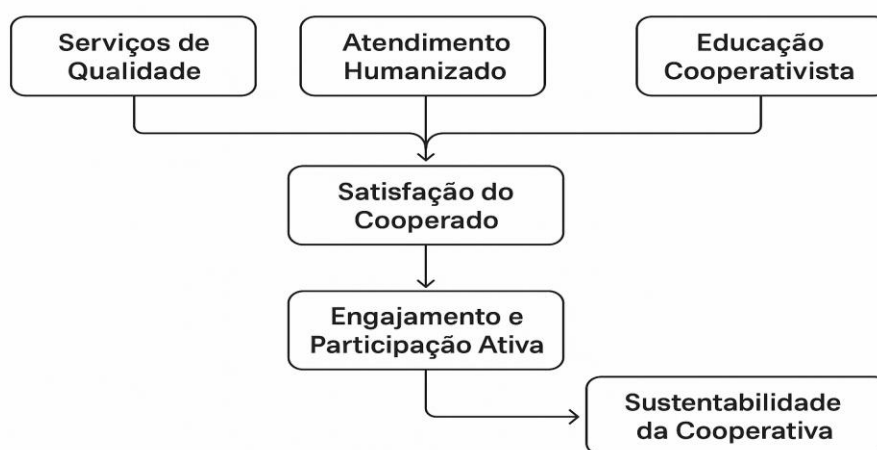 Serviços de
Qualidade
Atendimento
Humanizado
Educação
Cooperativista
Satisfação do
Cooperado
Engajamento e
Participação Ativa
Sustentabilidade
da Cooperativa